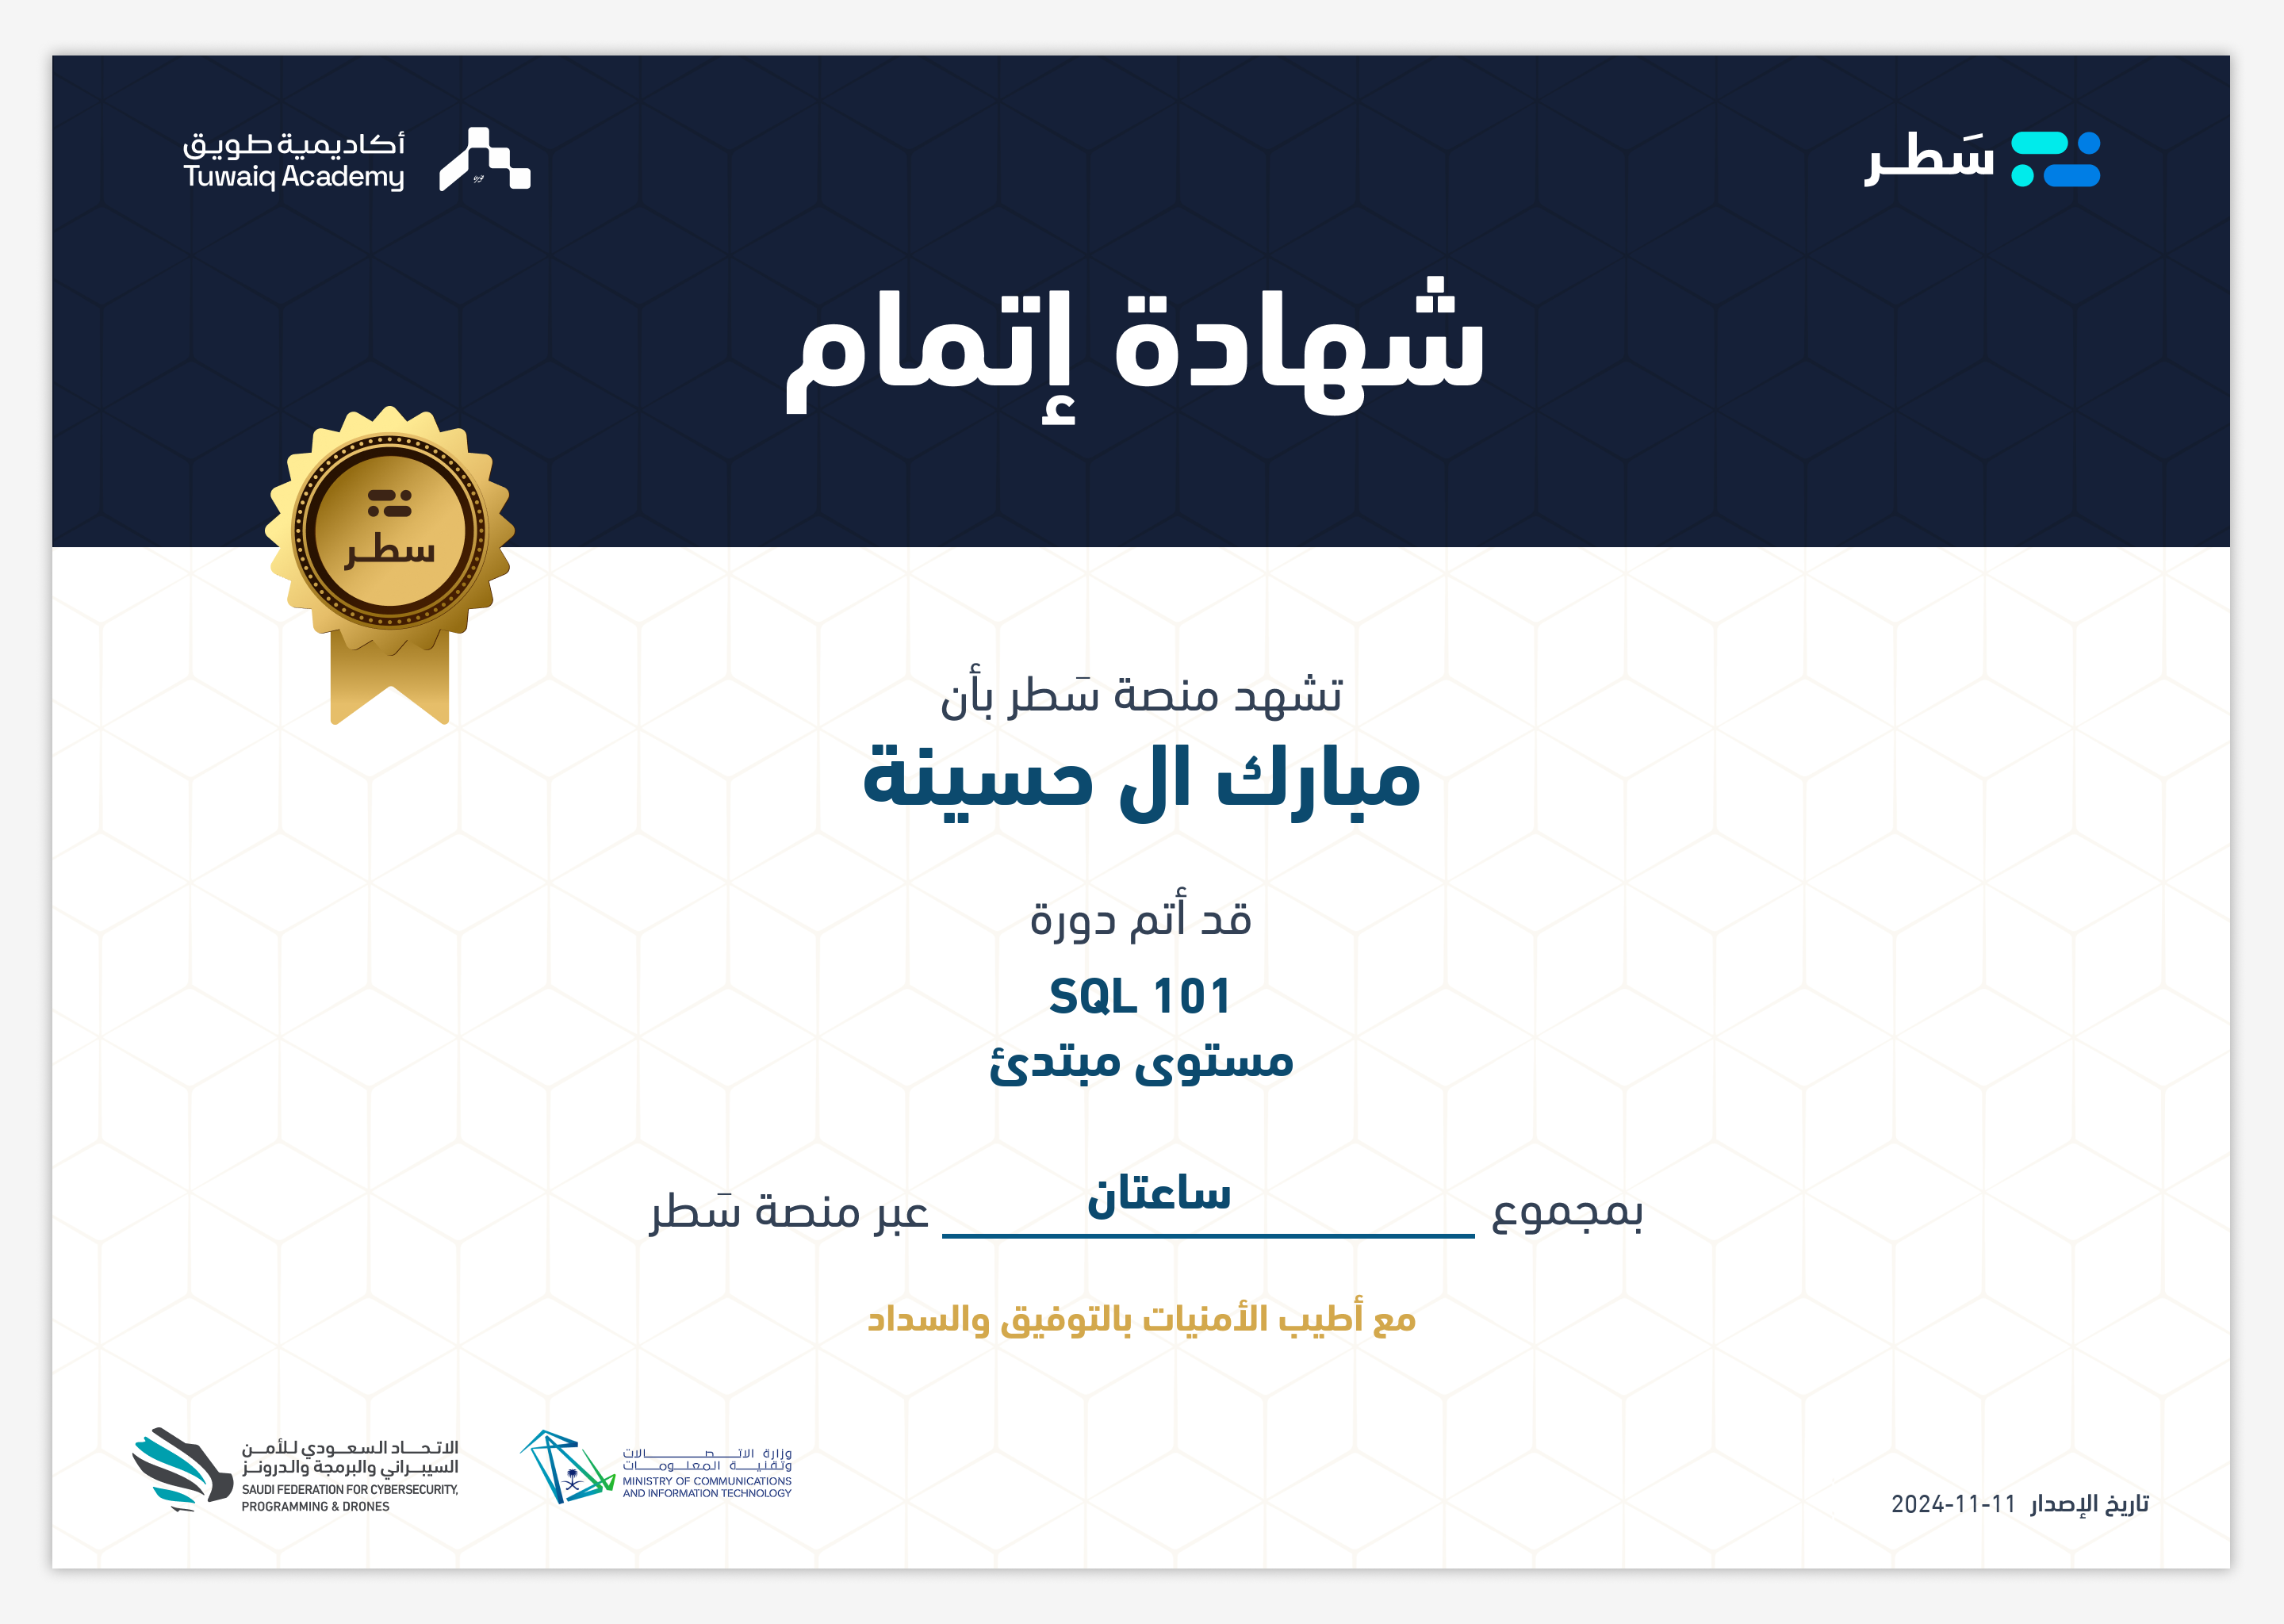 سَطر
أكاديمية طويق
Tuwaiq Academy
شهادة إتمام
سطر
تشهد منصة سَطر بأن
مبارك ال حسينة
قد أتم دورة
SQL 101
مستوى مبتدئ
بمجموع ساعتان عبر منصة سَطر
مع أطيب الأمنيات بالتوفيق والسداد
تاريخ الإصدار 2024-11-11
وزارة الاتصالات
وتقنية المعلومات
MINISTRY OF COMMUNICATIONS
AND INFORMATION TECHNOLOGY
الاتحاد السعودي للأمن
السيبراني والبرمجة والدرونز
SAUDI FEDERATION FOR CYBERSECURITY,
PROGRAMMING & DRONES